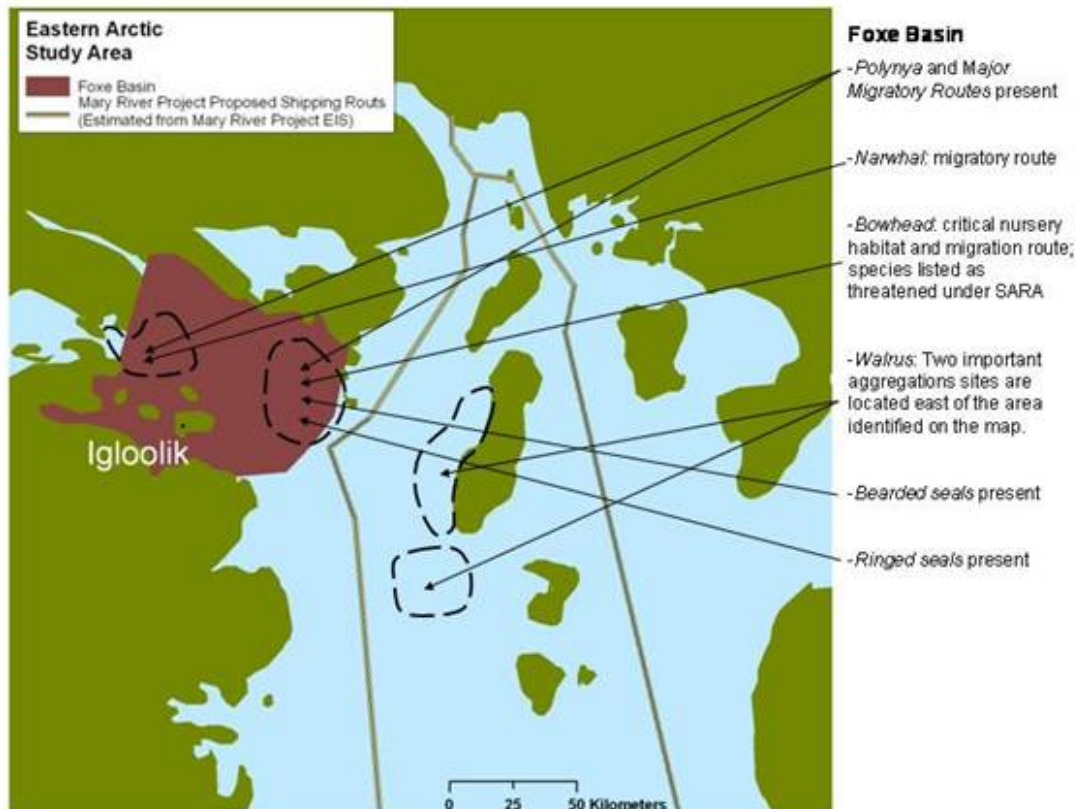 Eastern Arctic
Study Area
Foxe Basin
Mary River Project Proposed Shipping Routs
(Estimated from Mary River Project EIS)
Foxe Basin
-Polynya and Major
Migratory Routes present
-Narwhal: migratory route
-Bowhead: critical nursery
habitat and migration route;
species listed as
threatened under SARA
-Walrus: Two important
aggregations sites are
located east of the area
identified on the map.
-Bearded seals present
-Ringed seals present
Igloolik
0 25 50 Kilometers